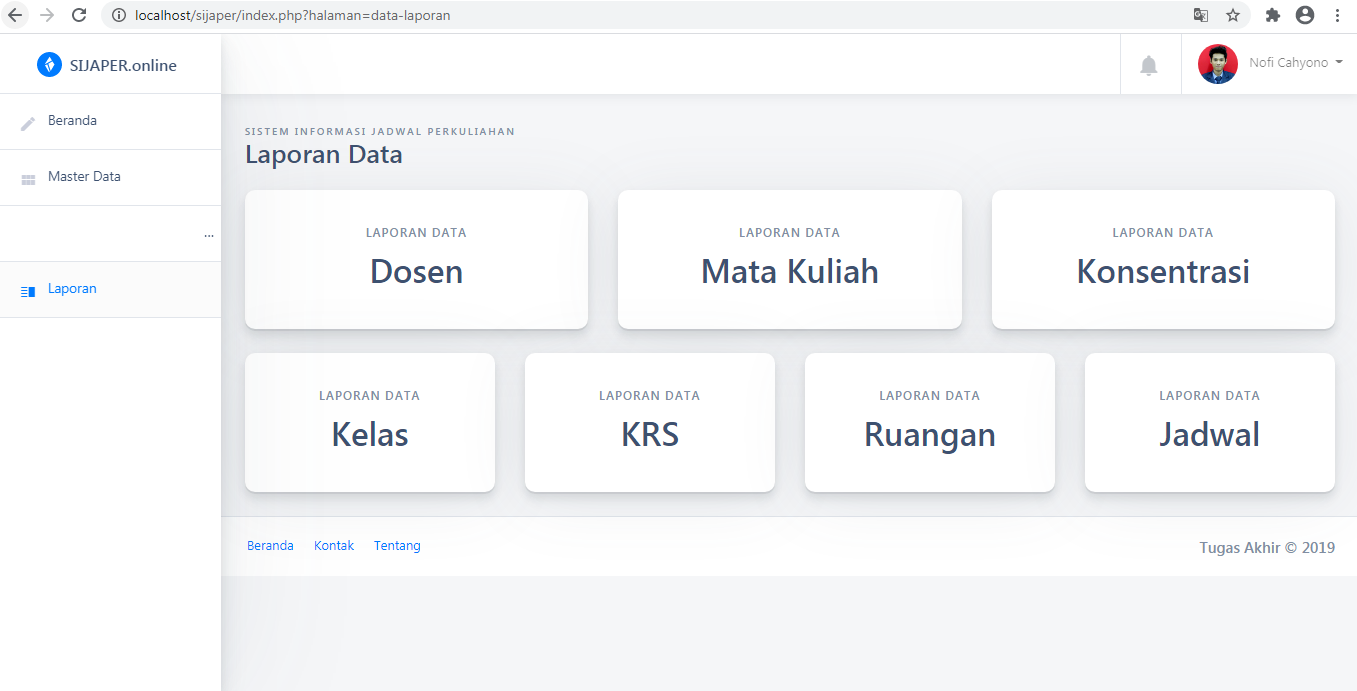 localhost/sijaper/index.php?halaman=data-laporan
SIJAPER.online
Nofi Cahyono
Beranda
Master Data
...
Laporan
SISTEM INFORMASI JADWAL PERKULIAHAN
Laporan Data
LAPORAN DATA
Dosen
LAPORAN DATA
Mata Kuliah
LAPORAN DATA
Konsentrasi
LAPORAN DATA
Kelas
LAPORAN DATA
KRS
LAPORAN DATA
Ruangan
LAPORAN DATA
Jadwal
Beranda Kontak Tentang
Tugas Akhir © 2019